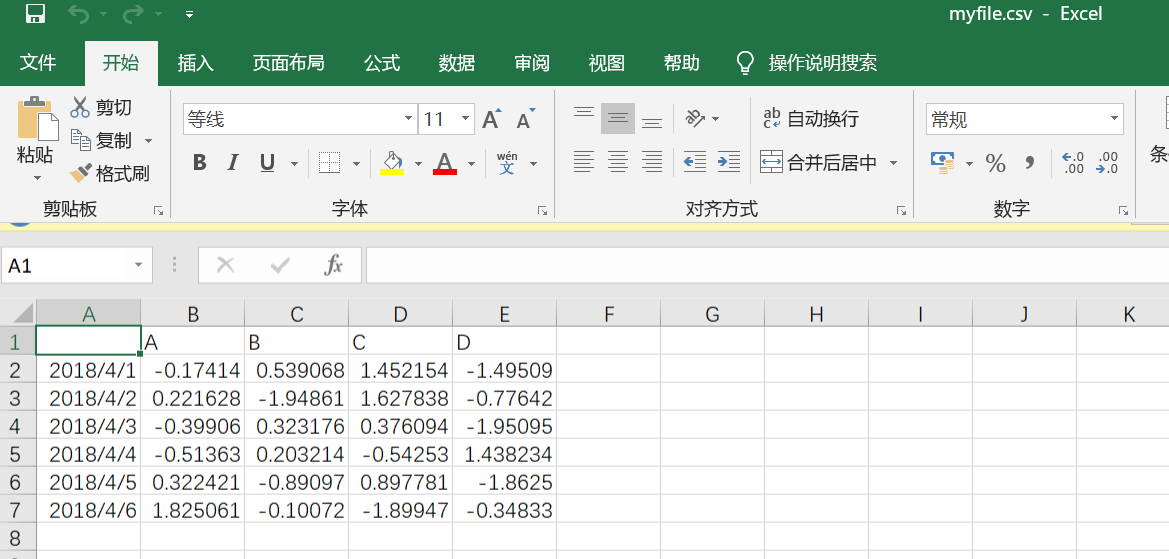 myfile.csv - Excel
文件 开始 插入 页面布局 公式 数据 审阅 视图 帮助 操作说明搜索
粘贴 剪切
复制
格式刷
剪贴板
等线 11 A A
B I U A wén 文
字体
ab c 自动换行
合并后居中
对齐方式
常规
% , .0 .00 .00 .0
数字
条
A1 fx
A B C D E F G H I J K
1 A B C D
2 2018/4/1 -0.17414 0.539068 1.452154 -1.49509
3 2018/4/2 0.221628 -1.94861 1.627838 -0.77642
4 2018/4/3 -0.39906 0.323176 0.376094 -1.95095
5 2018/4/4 -0.51363 0.203214 -0.54253 1.438234
6 2018/4/5 0.322421 -0.89097 0.897781 -1.8625
7 2018/4/6 1.825061 -0.10072 -1.89947 -0.34833
8